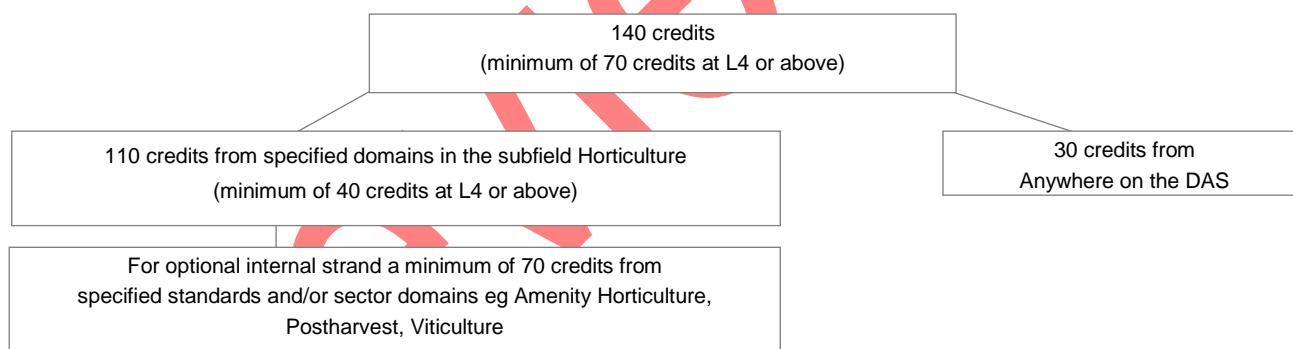 140 credits
(minimum of 70 credits at L4 or above)
110 credits from specified domains in the subfield Horticulture
(minimum of 40 credits at L4 or above)
30 credits from
Anywhere on the DAS
For optional internal strand a minimum of 70 credits from
specified standards and/or sector domains eg Amenity Horticulture,
Postharvest, Viticulture